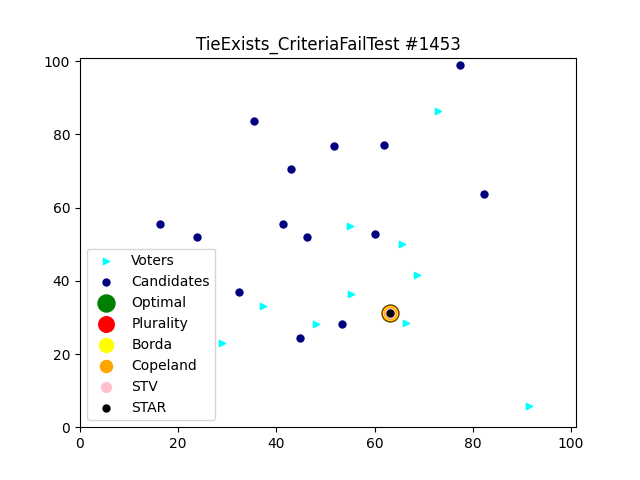 TieExists_CriteriaFailTest #1453
100
80
60
40
20
0
Voters
Candidates
Optimal
Plurality
Borda
Copeland
STV
STAR
0 20 40 60 80 100